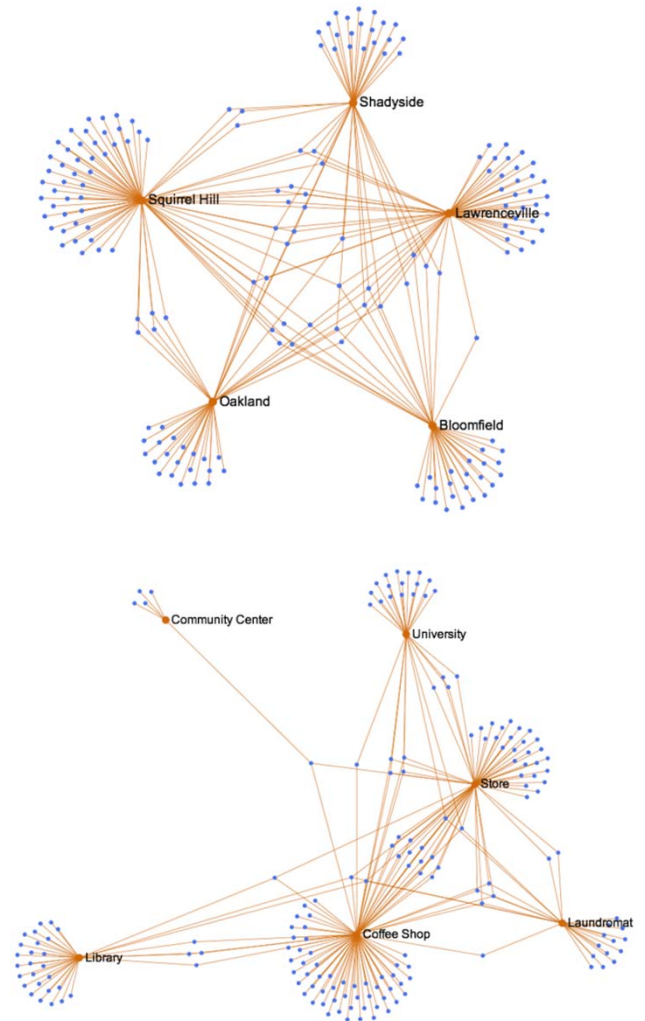 Shadyside
Squirrel Hill
Lawrenceville
Oakland
Bloomfield
Community Center
University
Store
Laundromat
Coffee Shop
Library